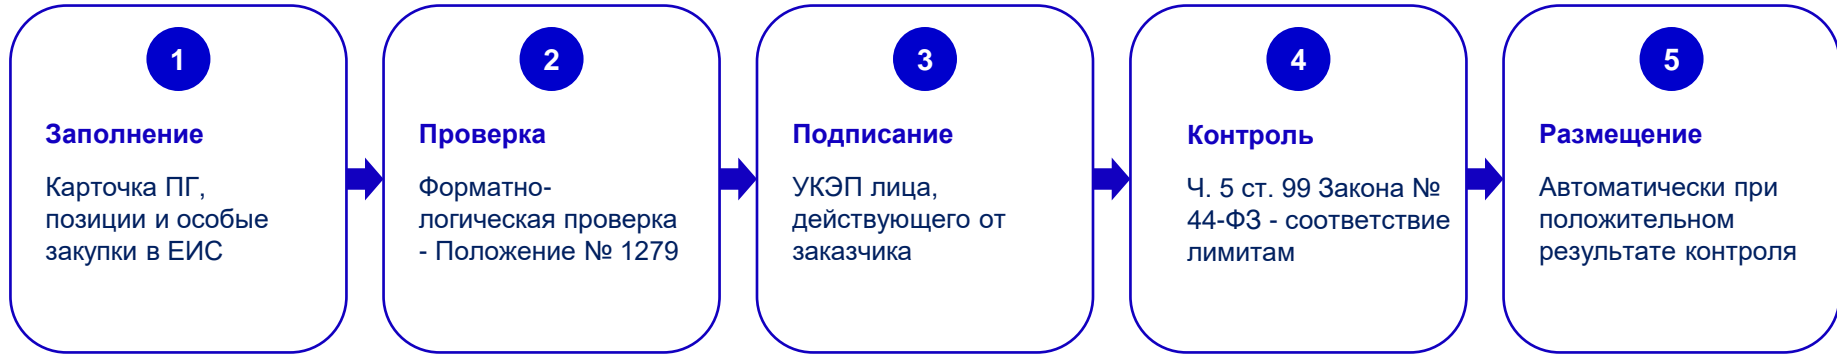 1
Заполнение
Карточка ПГ,
позиции и особые
закупки в ЕИС
2
Проверка
Форматно-
логическая проверка
- Положение № 1279
3
Подписание
УКЭП лица,
действующего от
заказчика
4
Контроль
Ч. 5 ст. 99 Закона №
44-ФЗ - соответствие
лимитам
5
Размещение
Автоматически при
положительном
результате контроля